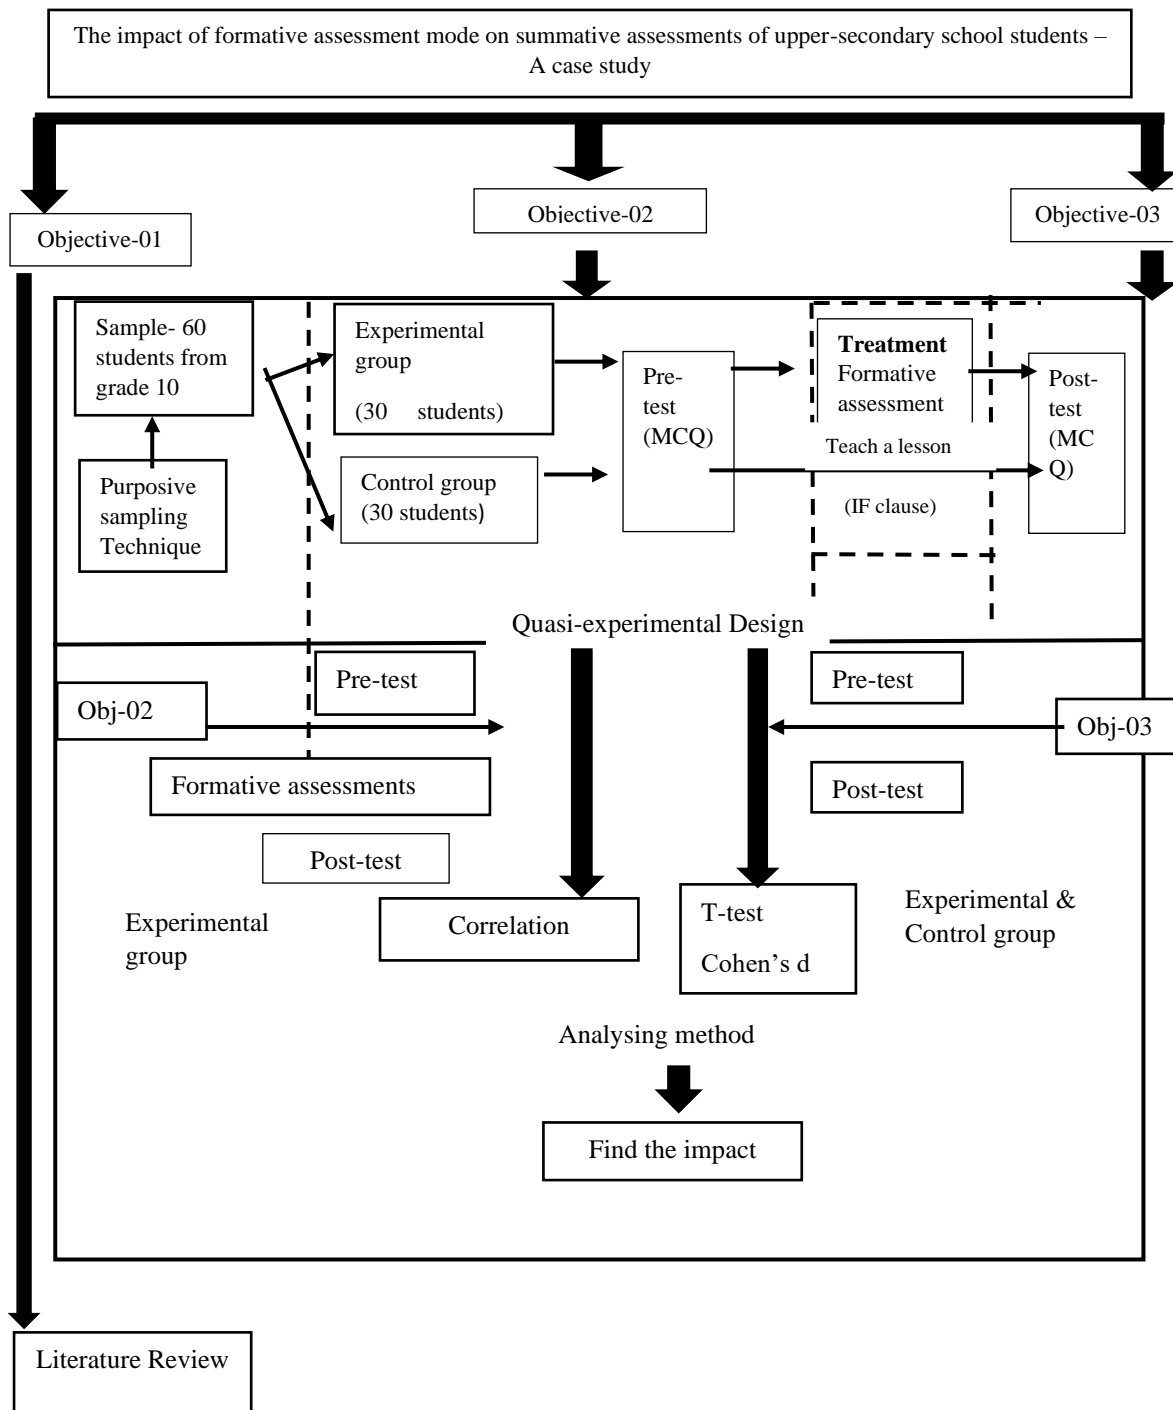 The impact of formative assessment mode on summative assessments of upper-secondary school students –
A case study
Objective-01
Objective-02
Objective-03
Sample- 60
students from
grade 10
Purposive
sampling
Technique
Experimental
group
(30 students)
Control group
(30 students)
Pre-
test
(MCQ)
Treatment
Formative
assessment
Teach a lesson
(IF clause)
Post-
test
(MC
Q)
Quasi-experimental Design
Obj-02
Pre-test
Formative assessments
Post-test
Experimental
group
Correlation
Pre-test
Obj-03
Post-test
T-test
Cohen’s d
Experimental &
Control group
Analysing method
Find the impact
Literature Review